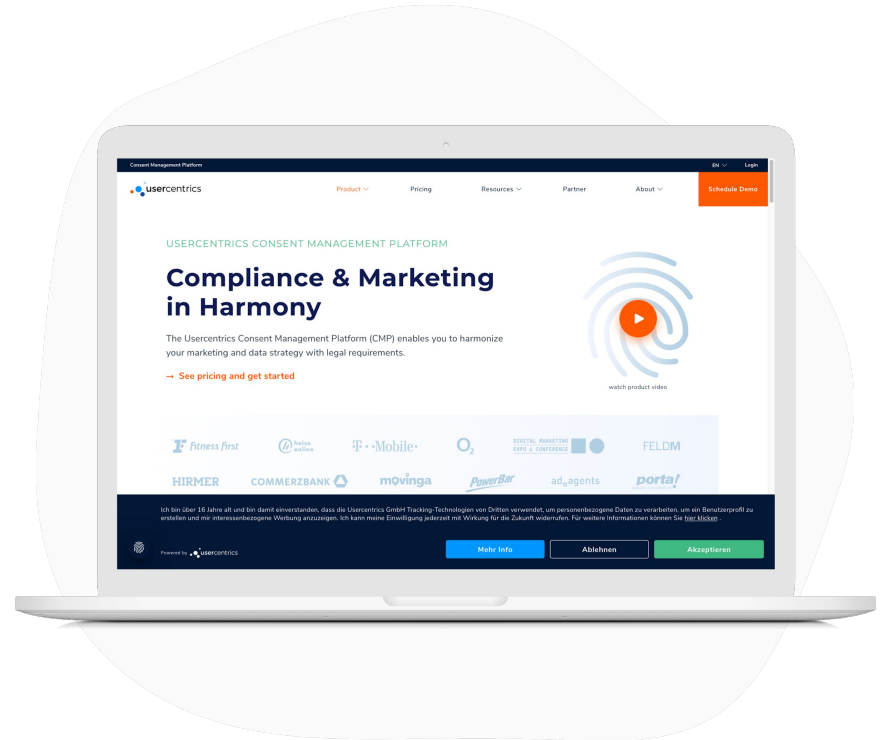 Consent Management Platform
EN Login
usercentrics
Product Pricing Resources Partner About Schedule Demo
USERCENTRICS CONSENT MANAGEMENT PLATFORM
Compliance & Marketing
in Harmony
The Usercentrics Consent Management Platform (CMP) enables you to harmonize
your marketing and data strategy with legal requirements.
→ See pricing and get started
watch product video
fitness first heise online T··Mobile· O2 DIGITAL MARKETING EXPO & CONFERENCE FELDM
HIRMER COMMERZBANK movinga PowerBar ad_agents porta!
Ich bin über 16 Jahre alt und bin damit einverstanden, dass die Usercentrics GmbH Tracking-Technologien von Dritten verwendet, um personenbezogene Daten zu verarbeiten, um ein Benutzerprofil zu
erstellen und mir interessenbezogene Werbung anzuzeigen. Ich kann meine Einwilligung jederzeit mit Wirkung für die Zukunft widerrufen. Für weitere Informationen können Sie hier klicken .
Powered by usercentrics
Mehr Info Ablehnen Akzeptieren